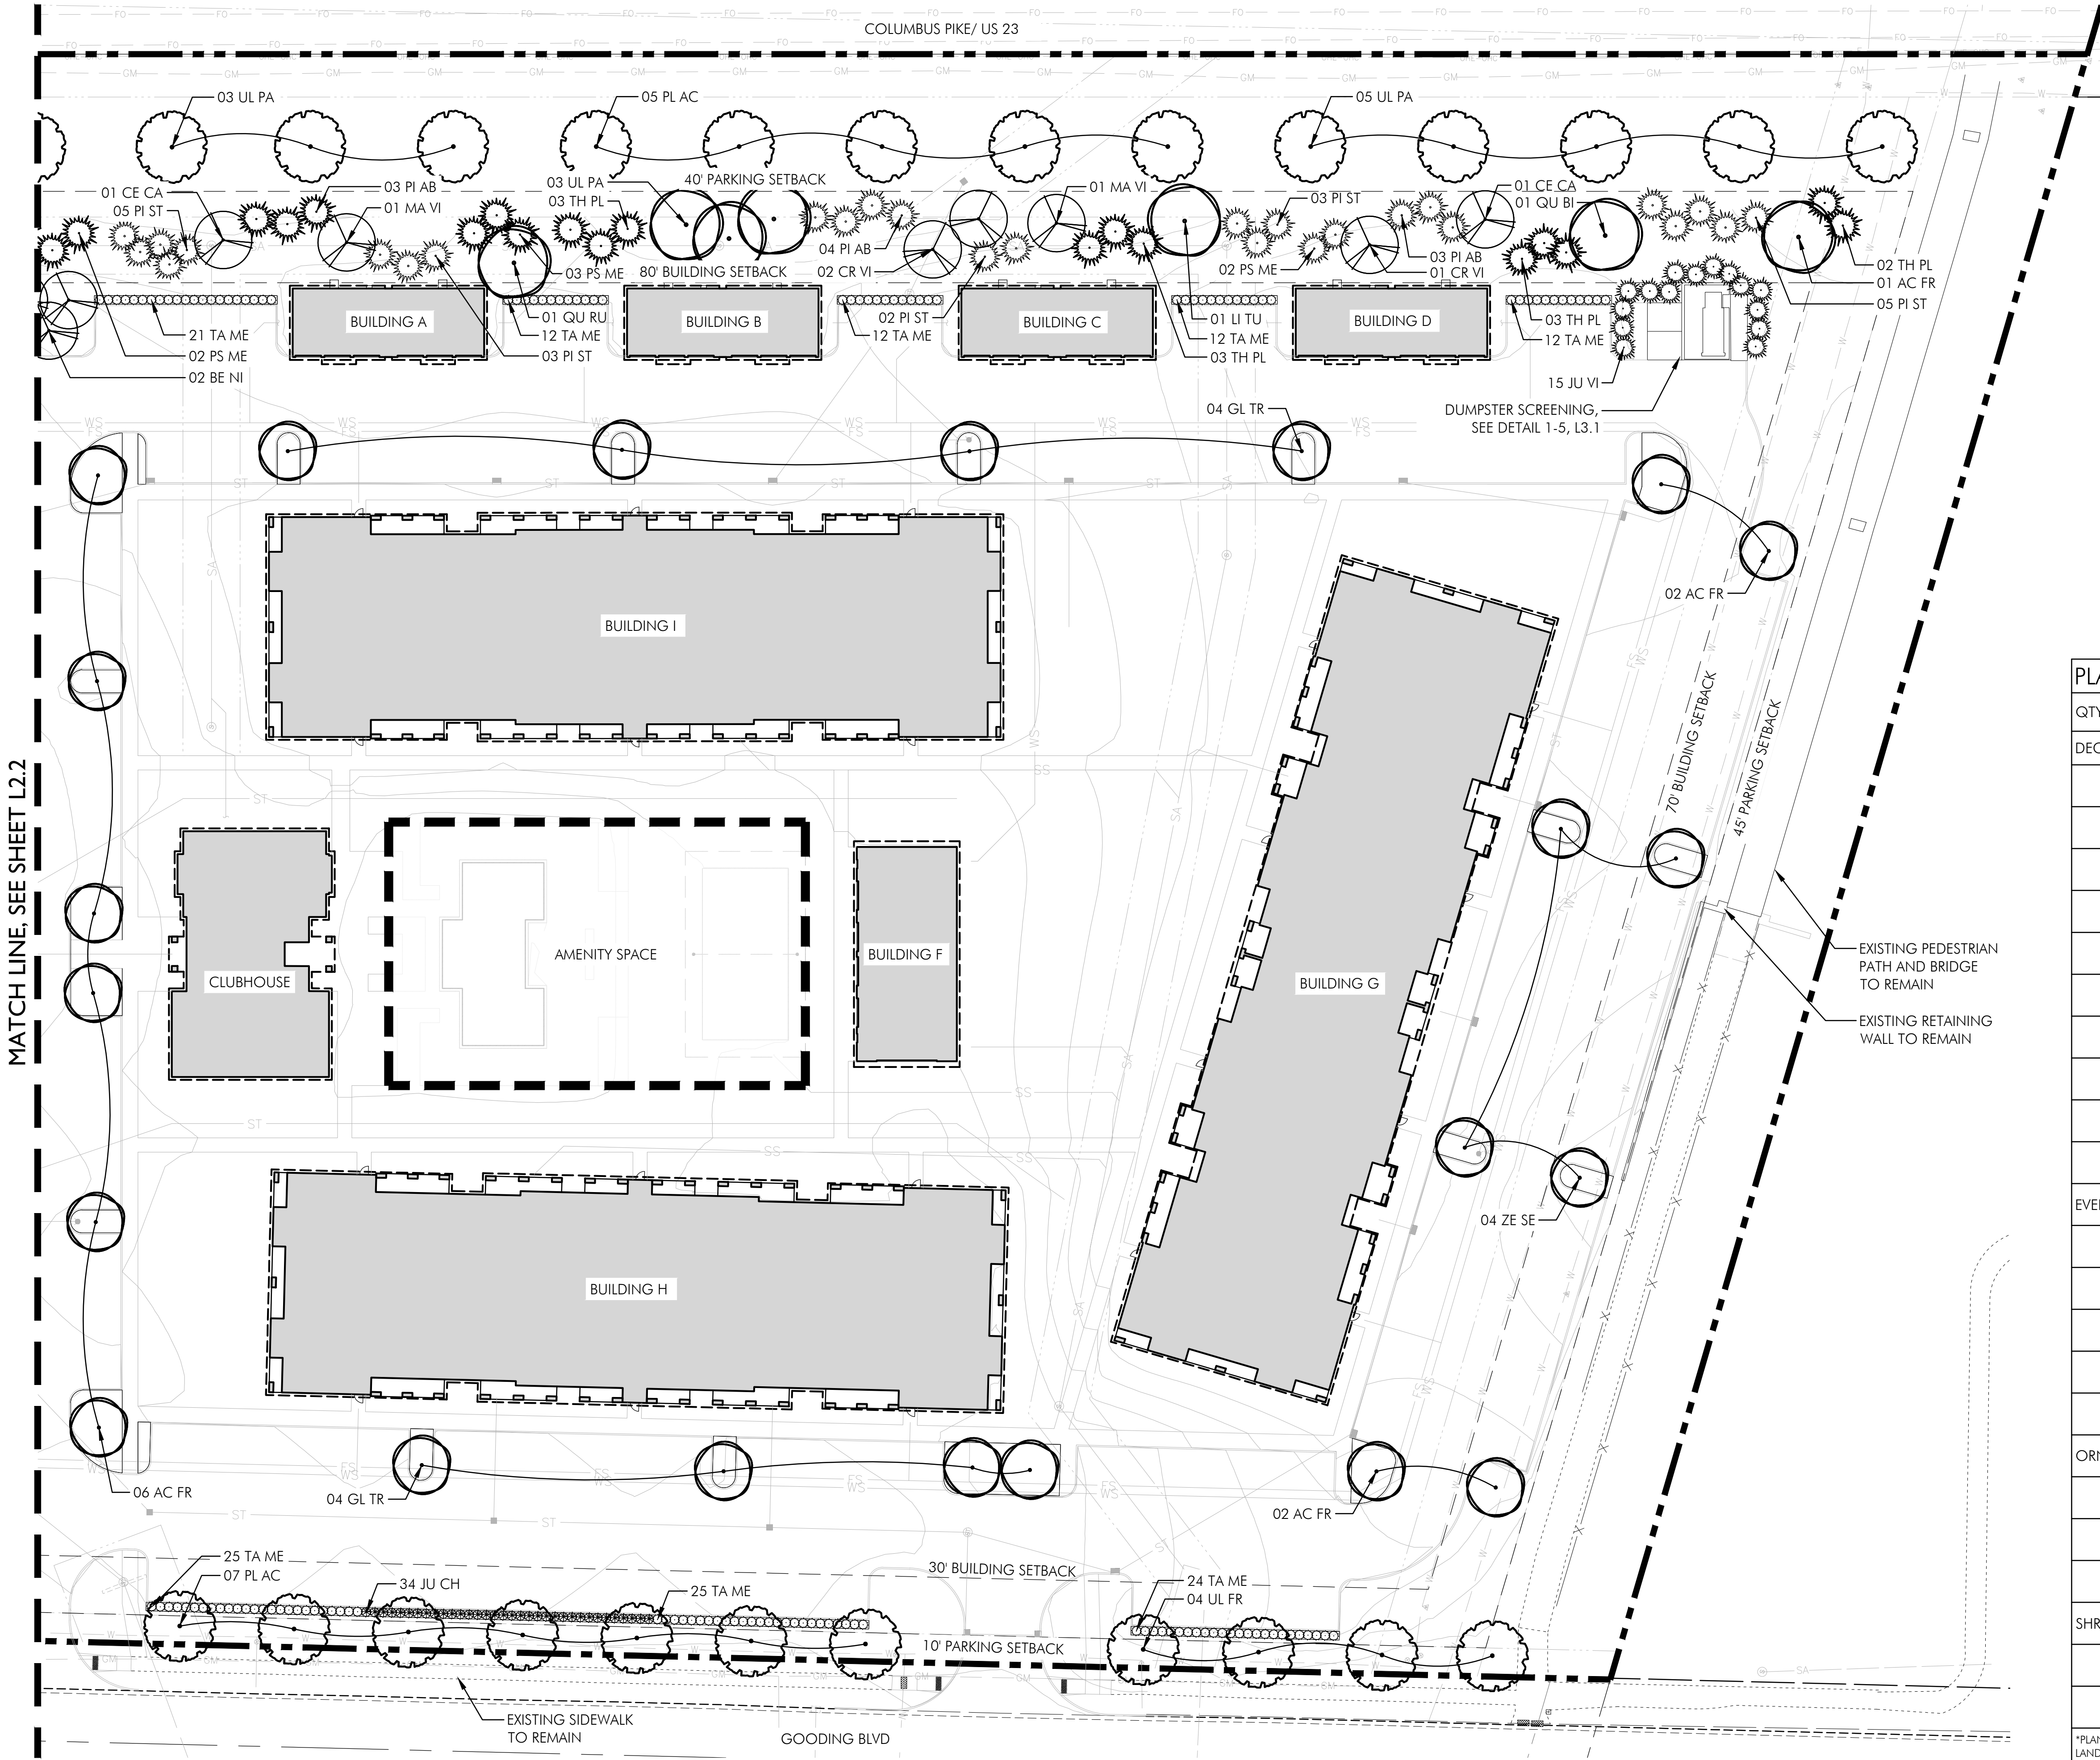 COLUMBUS PIKE/ US 23
03 UL PA
05 PL AC
05 UL PA
01 CE CA
05 PI ST
03 PI AB
01 MA VI
03 UL PA
03 TH PL
40' PARKING SETBACK
01 MA VI
03 PI ST
01 CE CA
01 QU BI
04 PI AB
02 CR VI
03 PS ME
80' BUILDING SETBACK
02 PS ME
03 PI AB
01 CR VI
02 TH PL
01 AC FR
05 PI ST
BUILDING A
BUILDING B
BUILDING C
BUILDING D
21 TA ME
02 PS ME
02 BE NI
01 QU RU
12 TA ME
03 PI ST
02 PI ST
12 TA ME
01 LI TU
12 TA ME
03 TH PL
03 TH PL
12 TA ME
15 JU VI
DUMPSTER SCREENING,
SEE DETAIL 1-5, L3.1
04 GL TR
02 AC FR
BUILDING I
MATCH LINE, SEE SHEET L2.2
70' BUILDING SETBACK
45' PARKING SETBACK
CLUBHOUSE
AMENITY SPACE
BUILDING F
BUILDING G
EXISTING PEDESTRIAN
PATH AND BRIDGE
TO REMAIN
EXISTING RETAINING
WALL TO REMAIN
04 ZE SE
BUILDING H
06 AC FR
04 GL TR
02 AC FR
25 TA ME
07 PL AC
34 JU CH
25 TA ME
30' BUILDING SETBACK
24 TA ME
04 UL FR
10' PARKING SETBACK
EXISTING SIDEWALK
TO REMAIN
GOODING BLVD
PLA
QTY
DEC
EVE
ORN
SHR
*PLAN
LAND